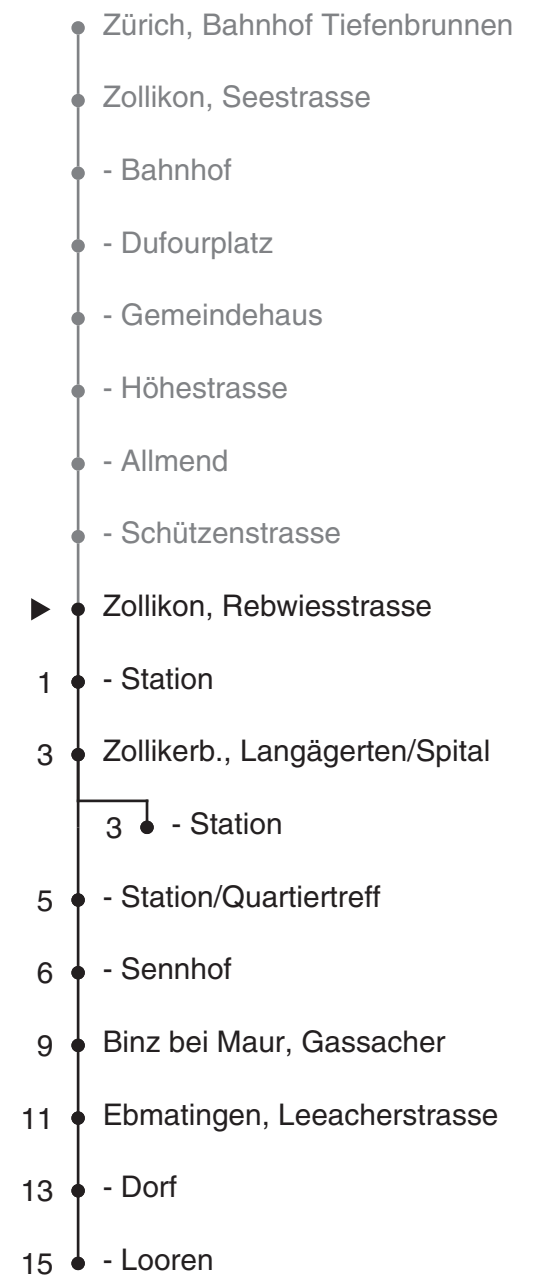 Zürich, Bahnhof Tiefenbrunnen
Zollikon, Seestrasse
- Bahnhof
- Dufourplatz
- Gemeindehaus
- Höhestrasse
- Allmend
- Schützenstrasse
Zollikon, Rebwiesstrasse
1 - Station
3 Zollikerb., Langägerten/Spital
3 - Station
5 - Station/Quartiertreff
6 - Sennhof
9 Binz bei Maur, Gassacher
11 Ebmatingen, Leeacherstrasse
13 - Dorf
15 - Looren